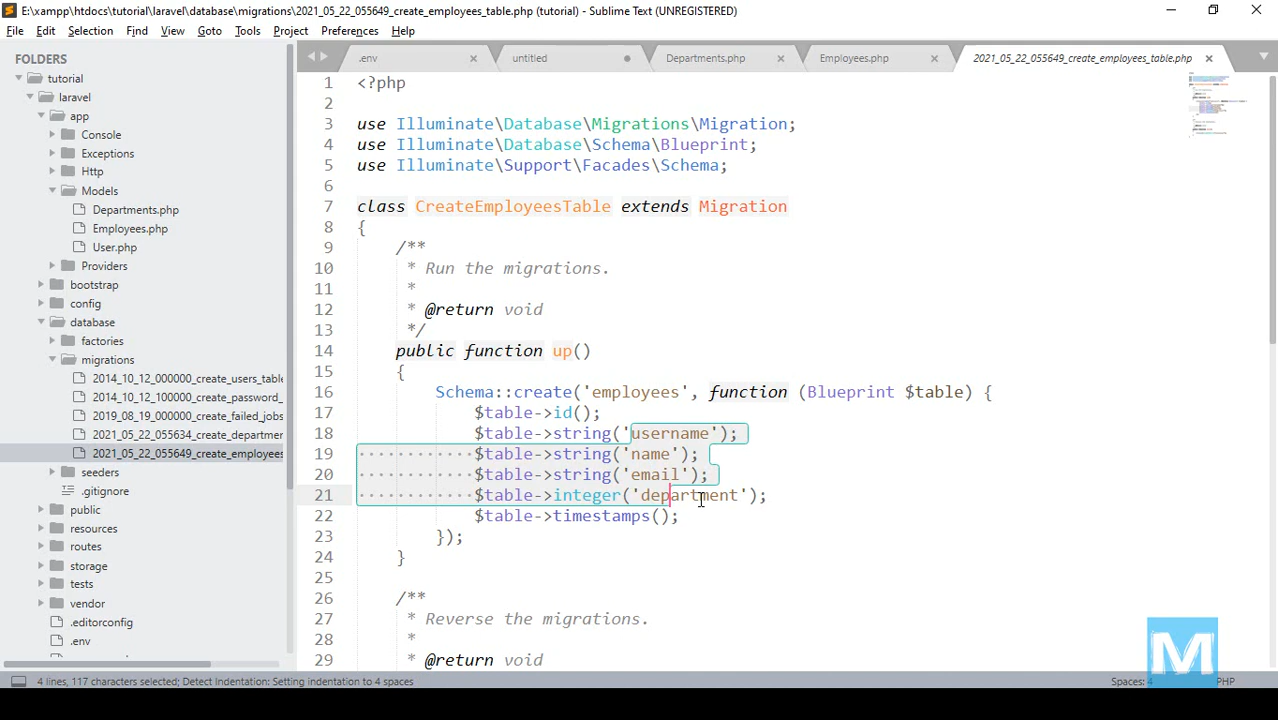 E:\xampp\htdocs\tutorial\laravel\database\migrations\2021_05_22_055649_create_employees_table.php (tutorial) - Sublime Text (UNREGISTERED)
File Edit Selection Find View Goto Tools Project Preferences Help
FOLDERS
tutorial
laravel
app
Console
Exceptions
Http
Models
Departments.php
Employees.php
User.php
Providers
bootstrap
config
database
factories
migrations
2014_10_12_000000_create_users_table
2014_10_12_100000_create_password_
2019_08_19_000000_create_failed_jobs
2021_05_22_055634_create_departmer
2021_05_22_055649_create_employees
seeders
.gitignore
public
resources
routes
storage
tests
vendor
.editorconfig
.env
.env untitled Departments.php Employees.php 2021_05_22_055649_create_employees_table.php
1 <?php
2
3 use Illuminate\Database\Migrations\Migration;
4 use Illuminate\Database\Schema\Blueprint;
5 use Illuminate\Support\Facades\Schema;
6
7 class CreateEmployeesTable extends Migration
8 {
9 /**
10 * Run the migrations.
11 *
12 * @return void
13 */
14 public function up()
15 {
16 Schema::create('employees', function (Blueprint $table) {
17 $table->id();
18 $table->string('username');
19 $table->string('name');
20 $table->string('email');
21 $table->integer('department');
22 $table->timestamps();
23 });
24 }
25
26 /**
27 * Reverse the migrations.
28 *
29 * @return void
4 lines, 117 characters selected; Detect Indentation: Setting indentation to 4 spaces Spaces: 4 PHP
M